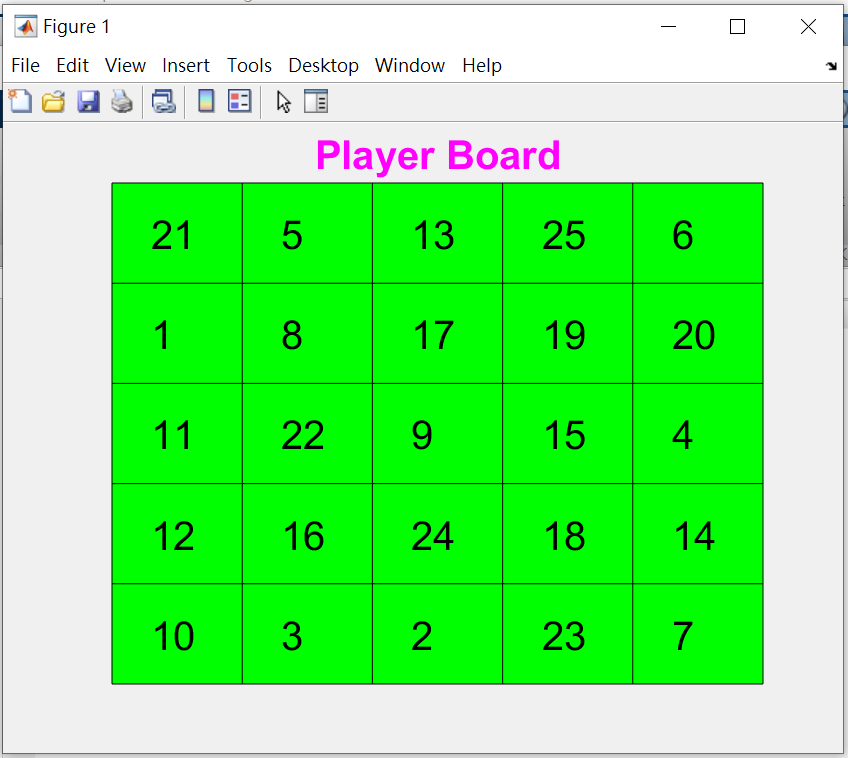 Figure 1
File Edit View Insert Tools Desktop Window Help
Player Board
21 5 13 25 6
1 8 17 19 20
11 22 9 15 4
12 16 24 18 14
10 3 2 23 7